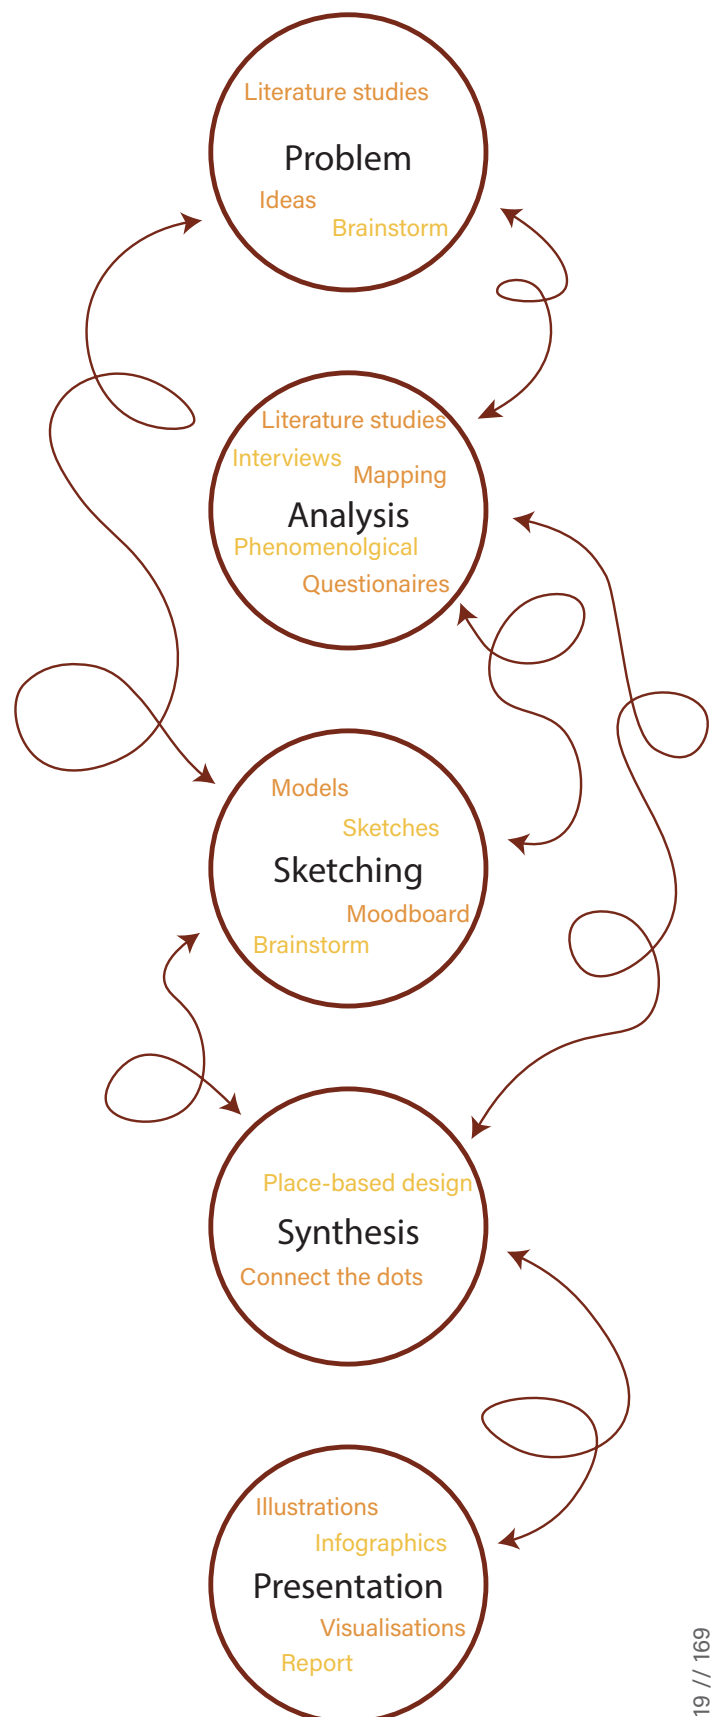 Literature studies
Problem
Ideas
Brainstorm
Literature studies
Interviews
Mapping
Analysis
Phenomenolgical
Questionaires
Models
Sketches
Sketching
Moodboard
Brainstorm
Place-based design
Synthesis
Connect the dots
Illustrations
Infographics
Presentation
Visualisations
Report
19 // 169